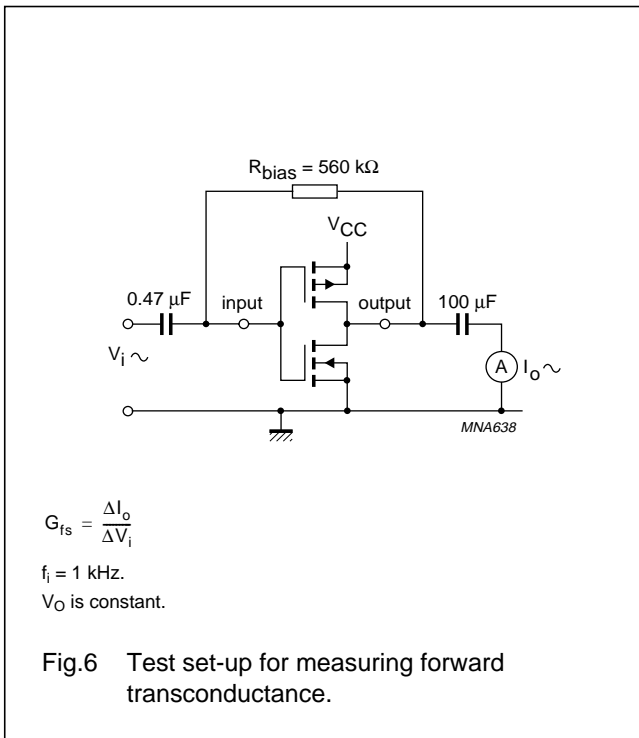 R_bias = 560 kΩ
V_CC
0.47 µF
input
output
100 µF
V_i ~
A
I_o ~
MNA638
G_fs = ΔI_o / ΔV_i
f_i = 1 kHz.
V_O is constant.
Fig.6 Test set-up for measuring forward
transconductance.